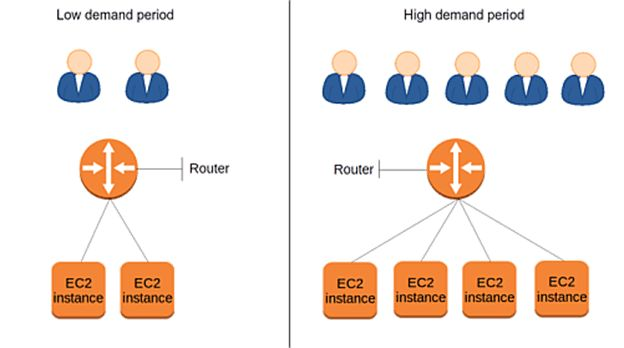 Low demand period
High demand period
Router
Router
EC2
instance
EC2
instance
EC2
instance
EC2
instance
EC2
instance
EC2
instance